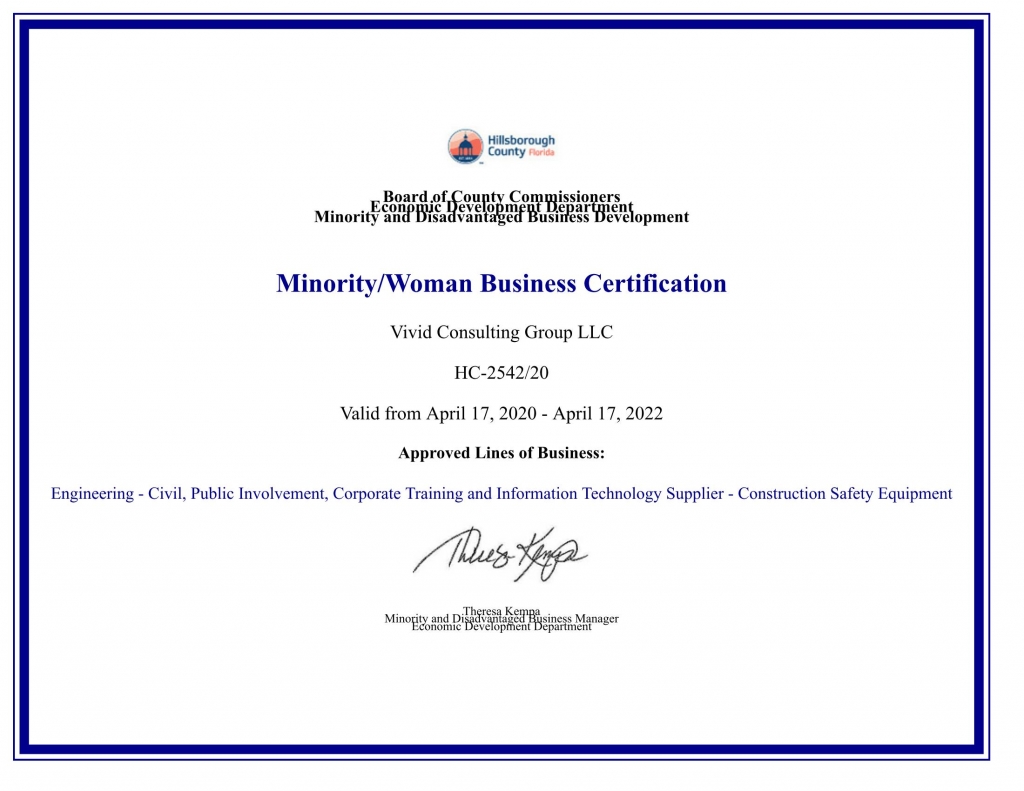 Hillsborough
County Florida
Board of County Commissioners
Economic Development Department
Minority and Disadvantaged Business Development
Minority/Woman Business Certification
Vivid Consulting Group LLC
HC-2542/20
Valid from April 17, 2020 - April 17, 2022
Approved Lines of Business:
Engineering - Civil, Public Involvement, Corporate Training and Information Technology Supplier - Construction Safety Equipment
Theresa Kempa
Theresa Kempa
Minority and Disadvantaged Business Manager
Economic Development Department